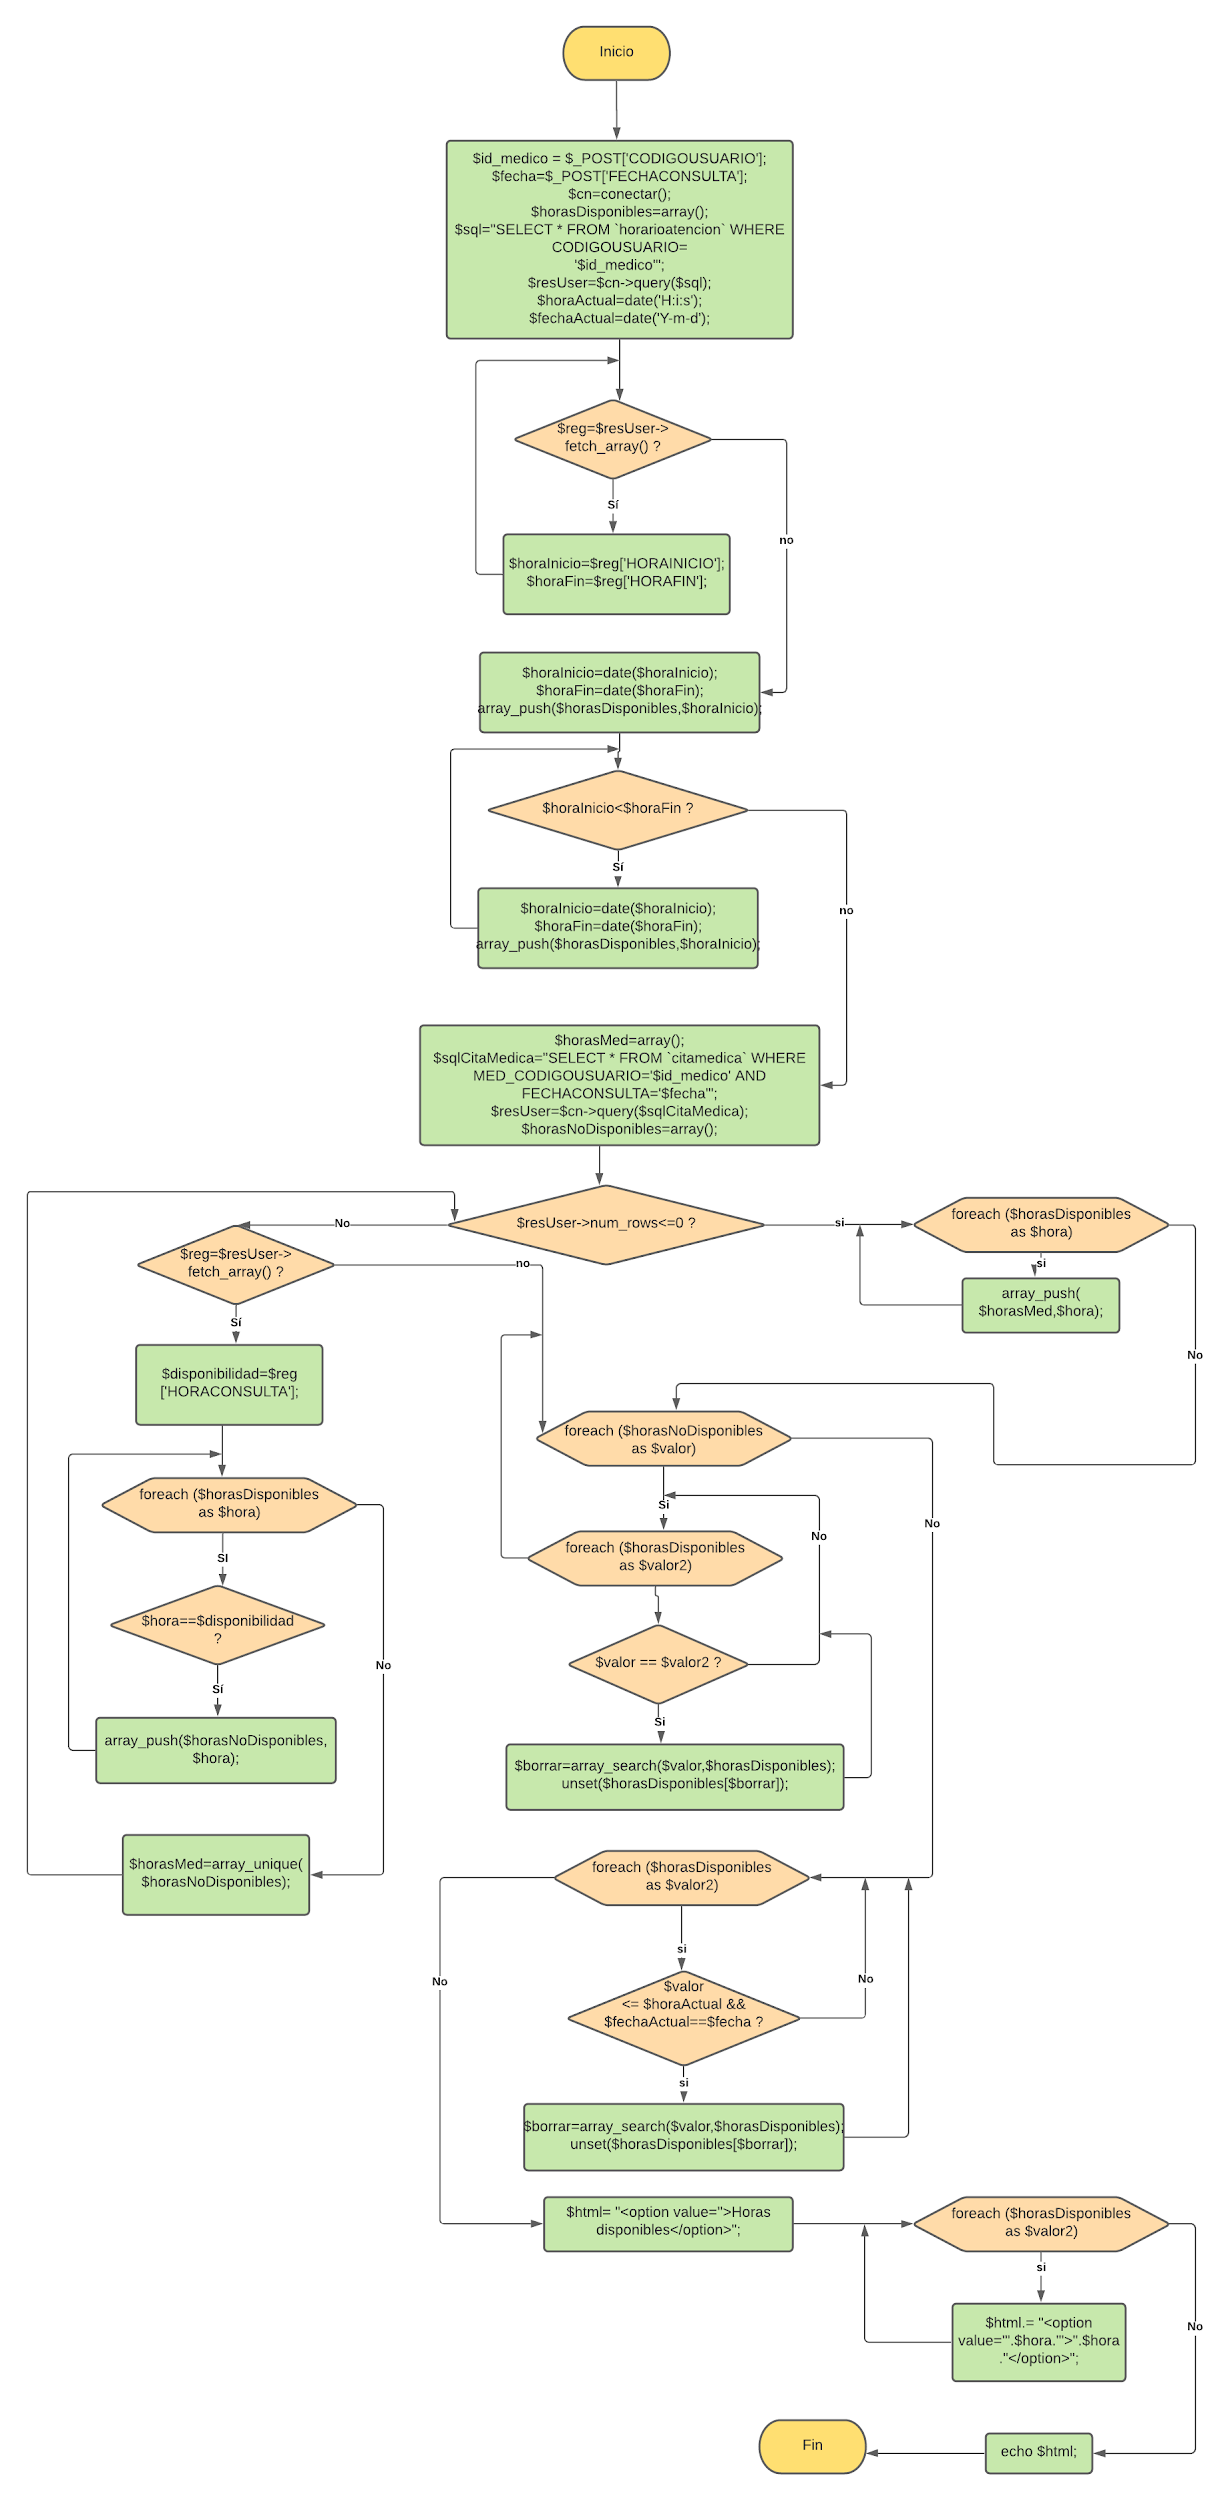 Inicio
$id_medico = $_POST['CODIGOUSUARIO'];
$fecha=$_POST['FECHACONSULTA'];
$cn=conectar();
$horasDisponibles=array();
$sql="SELECT * FROM `horarioatencion` WHERE
CODIGOUSUARIO=
'$id_medico'";
$resUser=$cn->query($sql);
$horaActual=date('H:i:s');
$fechaActual=date('Y-m-d');
$reg=$resUser->
fetch_array() ?
Sí
no
$horaInicio=$reg['HORAINICIO'];
$horaFin=$reg['HORAFIN'];
$horaInicio=date($horaInicio);
$horaFin=date($horaFin);
array_push($horasDisponibles,$horaInicio);
$horaInicio<$horaFin ?
Sí
no
$horaInicio=date($horaInicio);
$horaFin=date($horaFin);
array_push($horasDisponibles,$horaInicio);
$horasMed=array();
$sqlCitaMedica="SELECT * FROM `citamedica` WHERE
MED_CODIGOUSUARIO='$id_medico' AND
FECHACONSULTA='$fecha'";
$resUser=$cn->query($sqlCitaMedica);
$horasNoDisponibles=array();
$resUser->num_rows<=0 ?
No
si
foreach ($horasDisponibles
as $hora)
si
array_push(
$horasMed,$hora);
No
$reg=$resUser->
fetch_array() ?
no
Sí
$disponibilidad=$reg
['HORACONSULTA'];
foreach ($horasDisponibles
as $hora)
SI
$hora==$disponibilidad
?
No
Sí
array_push($horasNoDisponibles,
$hora);
$horasMed=array_unique(
$horasNoDisponibles);
foreach ($horasNoDisponibles
as $valor)
Si
No
foreach ($horasDisponibles
as $valor2)
No
$valor == $valor2 ?
Si
$borrar=array_search($valor,$horasDisponibles);
unset($horasDisponibles[$borrar]);
foreach ($horasDisponibles
as $valor2)
si
No
No
$valor
<= $horaActual &&
$fechaActual==$fecha ?
si
$borrar=array_search($valor,$horasDisponibles);
unset($horasDisponibles[$borrar]);
$html= "<option value=''>Horas
disponibles</option>";
foreach ($horasDisponibles
as $valor2)
si
No
$html.= "<option
value='".$hora."'>".$hora
."</option>";
echo $html;
Fin